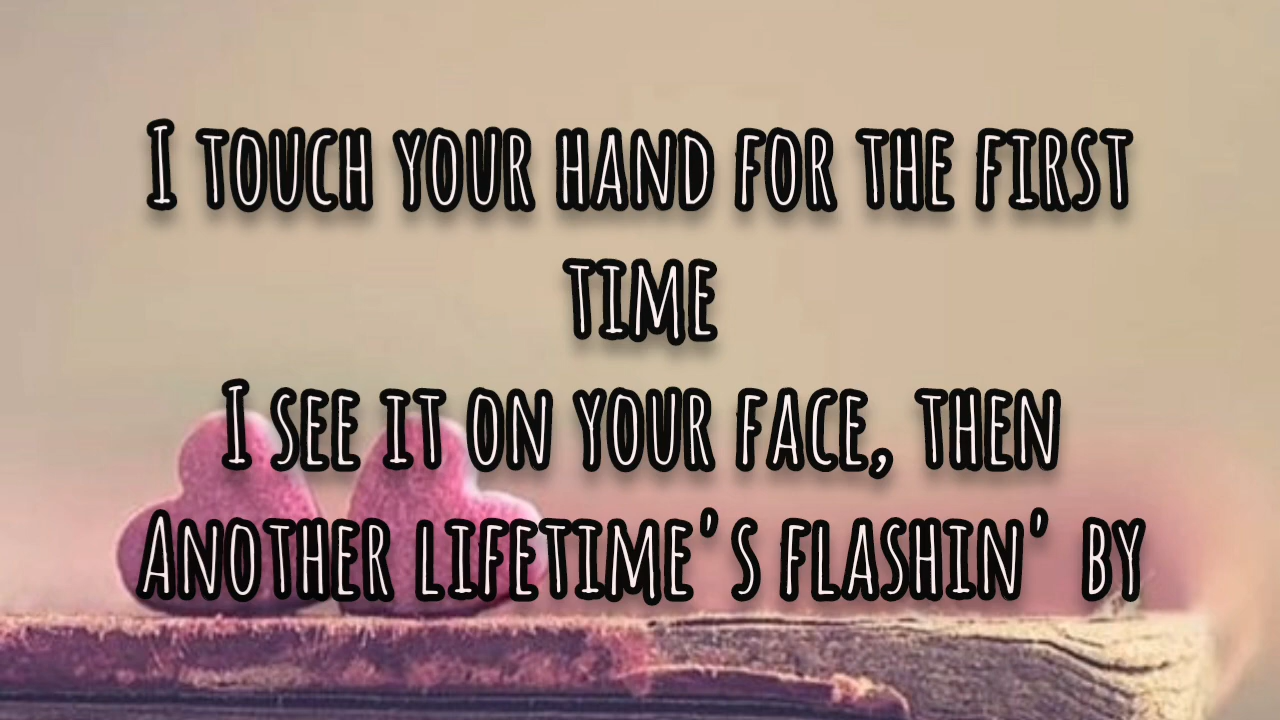 I touch your hand for the first
time
I see it on your face, then
Another lifetime's flashin' by